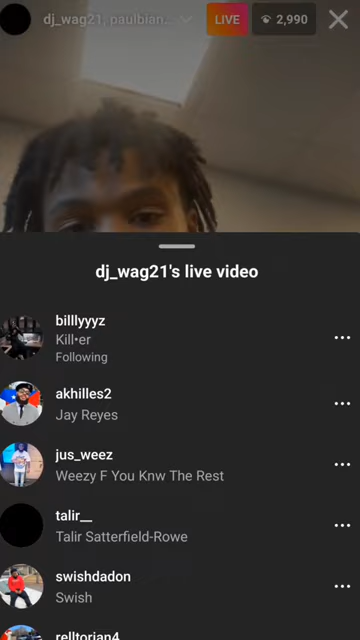 dj_wag21, paulbian..
LIVE
2,990
dj_wag21's live video
billlyyyz
Kill•er
Following
akhilles2
Jay Reyes
jus_weez
Weezy F You Knw The Rest
talir__
Talir Satterfield-Rowe
swishdadon
Swish
relltorian4